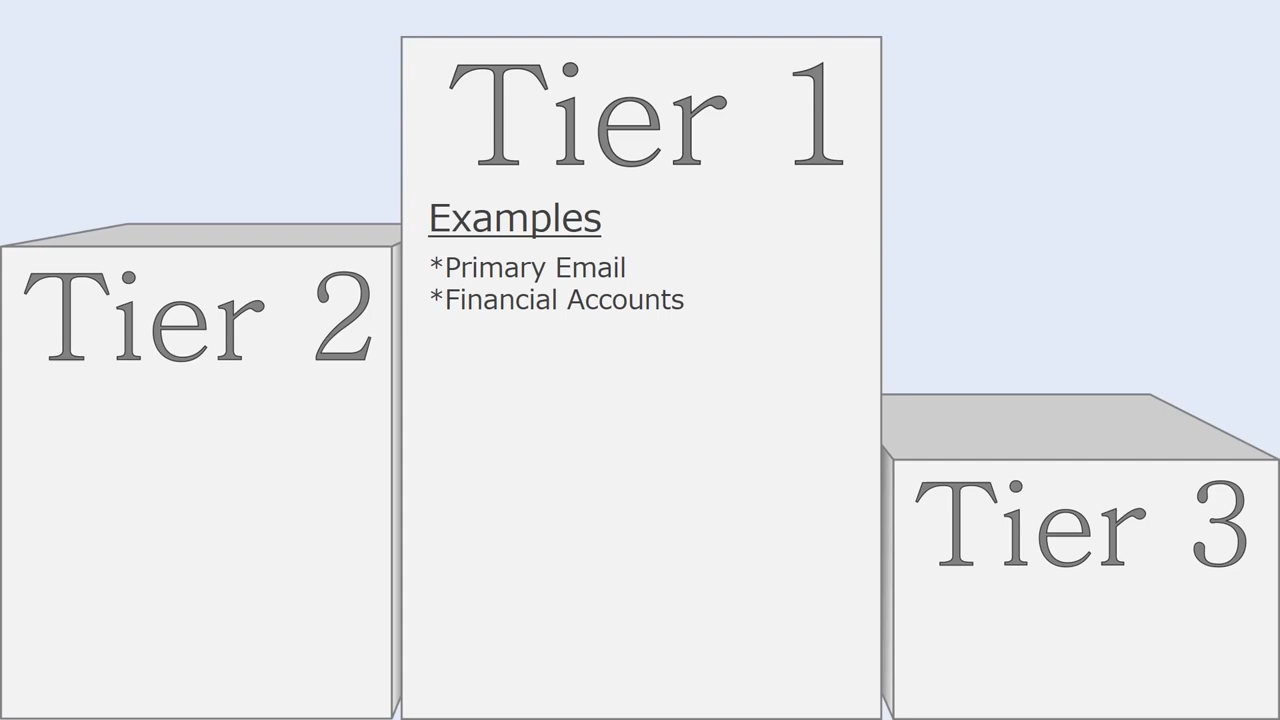 Tier 1
Examples
*Primary Email
*Financial Accounts
Tier 2
Tier 3